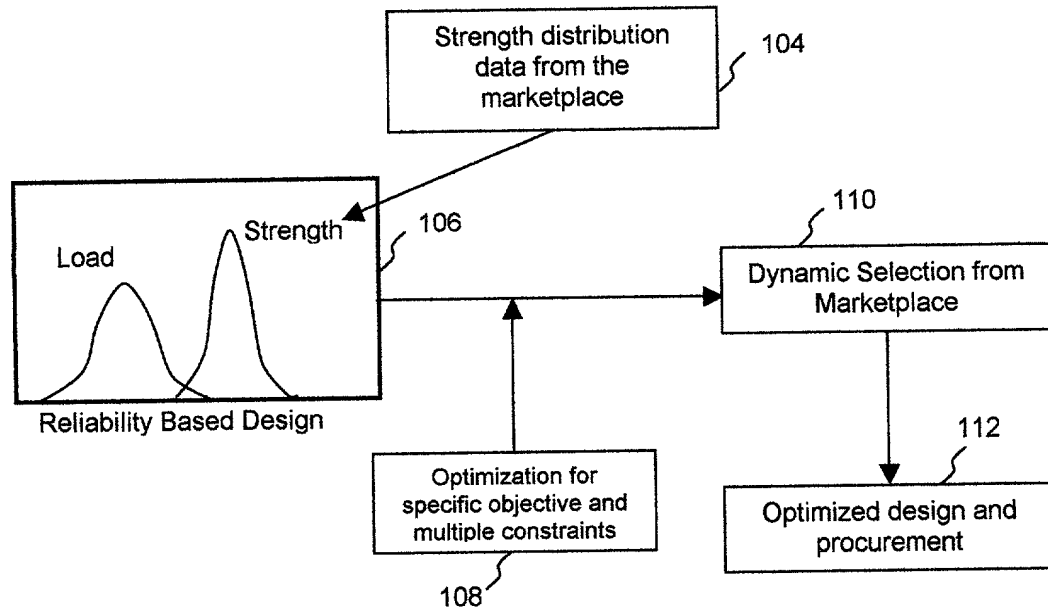 Strength distribution
data from the
marketplace
104
Strength
106
Load
Reliability Based Design
110
Dynamic Selection from
Marketplace
Optimization for
specific objective and
multiple constraints
108
112
Optimized design and
procurement